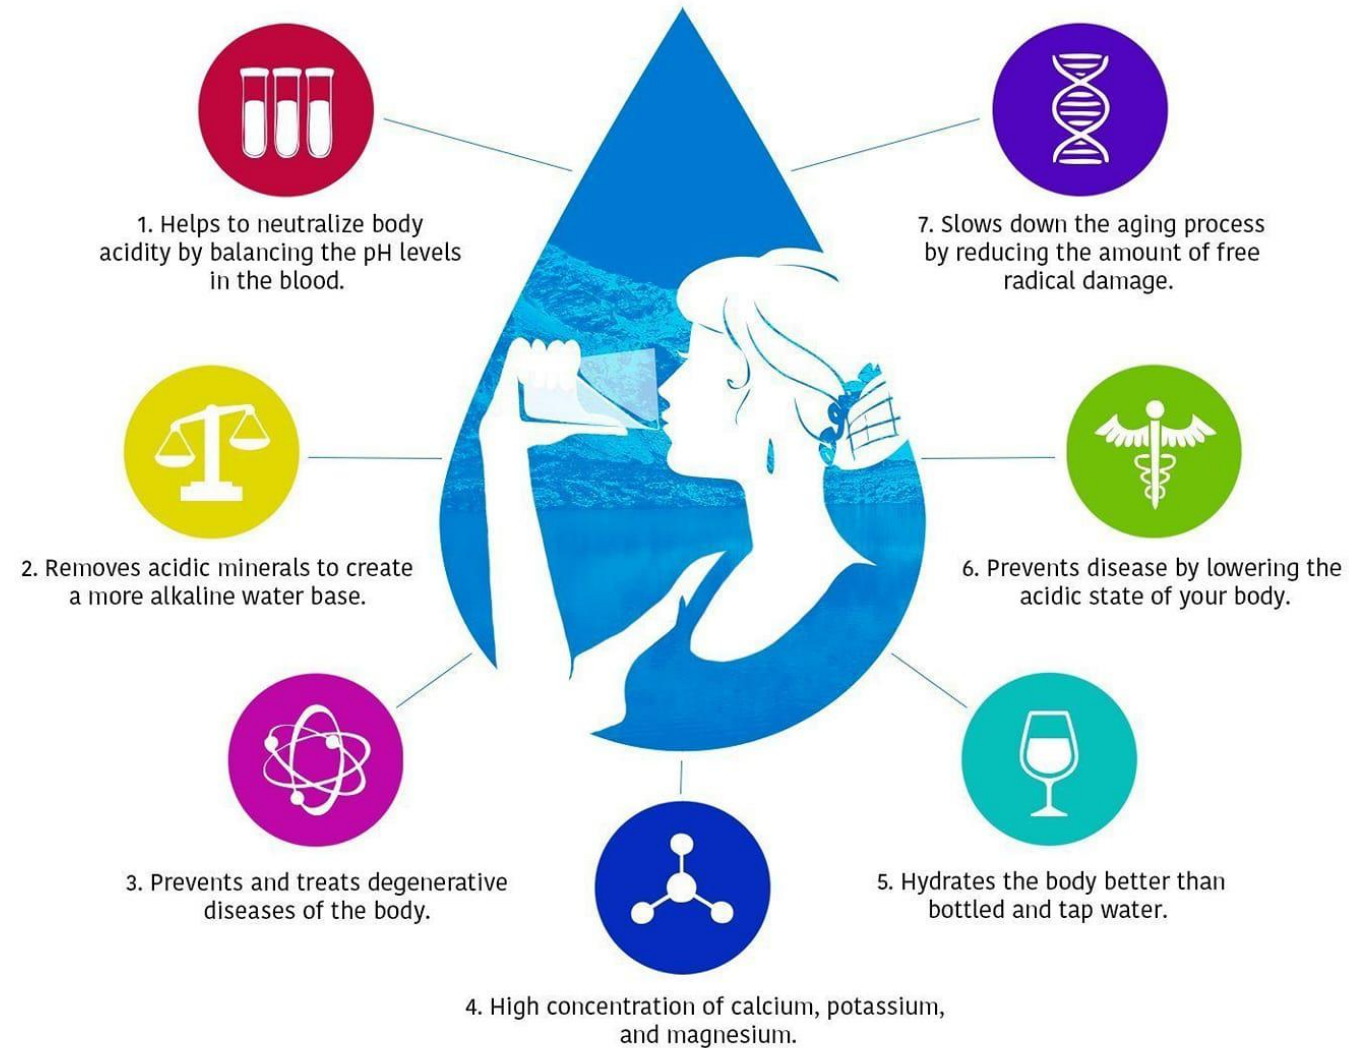 1. Helps to neutralize body
acidity by balancing the pH levels
in the blood.
2. Removes acidic minerals to create
a more alkaline water base.
3. Prevents and treats degenerative
diseases of the body.
4. High concentration of calcium, potassium,
and magnesium.
5. Hydrates the body better than
bottled and tap water.
6. Prevents disease by lowering the
acidic state of your body.
7. Slows down the aging process
by reducing the amount of free
radical damage.